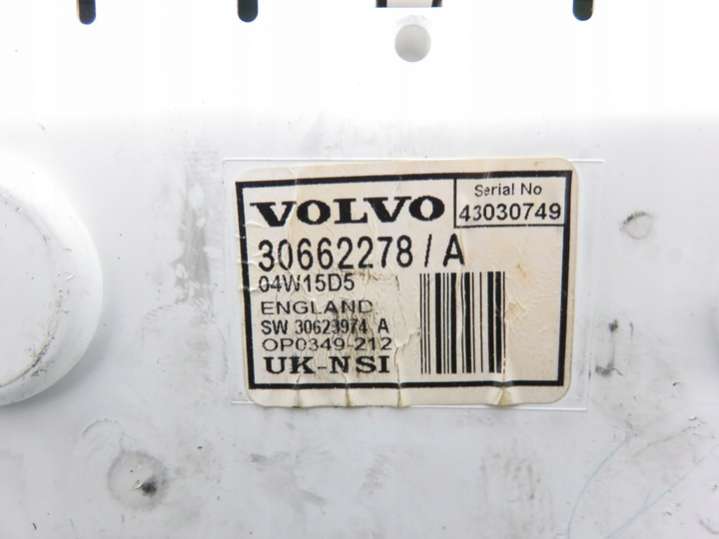 VOLVO
Serial No
43030749
30662278/A
04W15D5
ENGLAND
SW 30623974 A
OP0349-212
UK-NSI